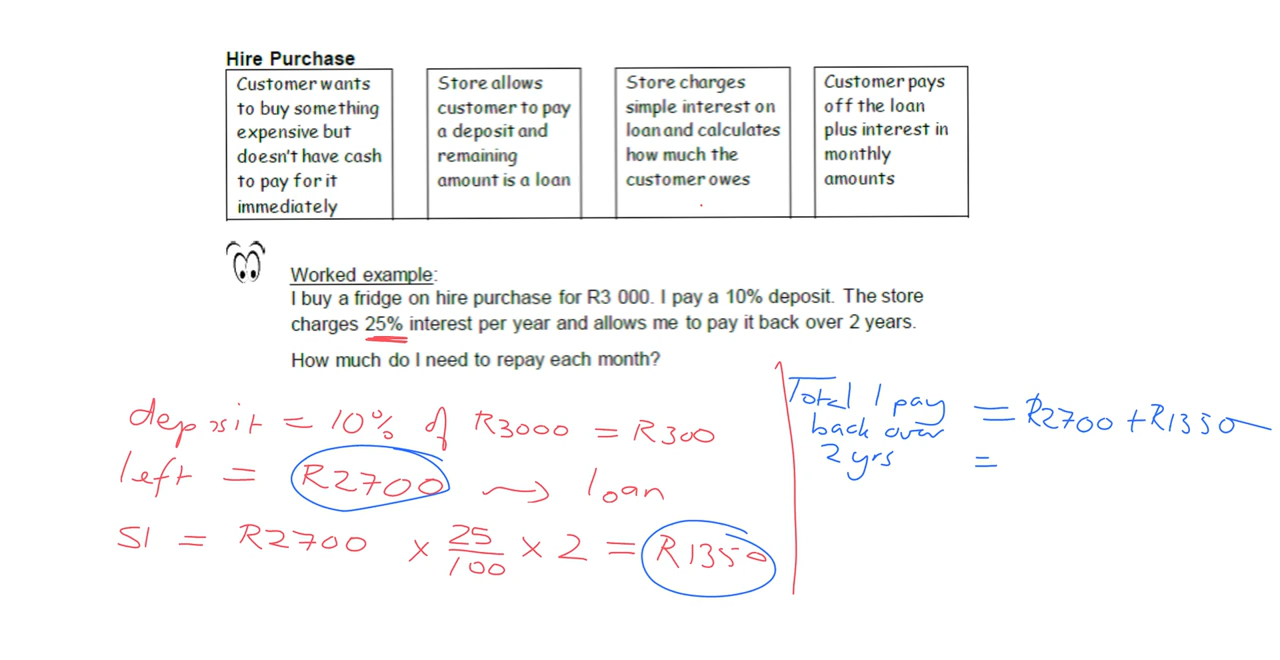 Hire Purchase
Customer wants
to buy something
expensive but
doesn't have cash
to pay for it
immediately
Store allows
customer to pay
a deposit and
remaining
amount is a loan
Store charges
simple interest on
loan and calculates
how much the
customer owes
Customer pays
off the loan
plus interest in
monthly
amounts
Worked example:
I buy a fridge on hire purchase for R3 000. I pay a 10% deposit. The store
charges 25% interest per year and allows me to pay it back over 2 years.
How much do I need to repay each month?
deposit = 10% of R3000 = R300
left = R2700 → loan
SI = R2700 × 25/100 × 2 = R1350
Total I pay
back over = R2700 + R1350
2 yrs =